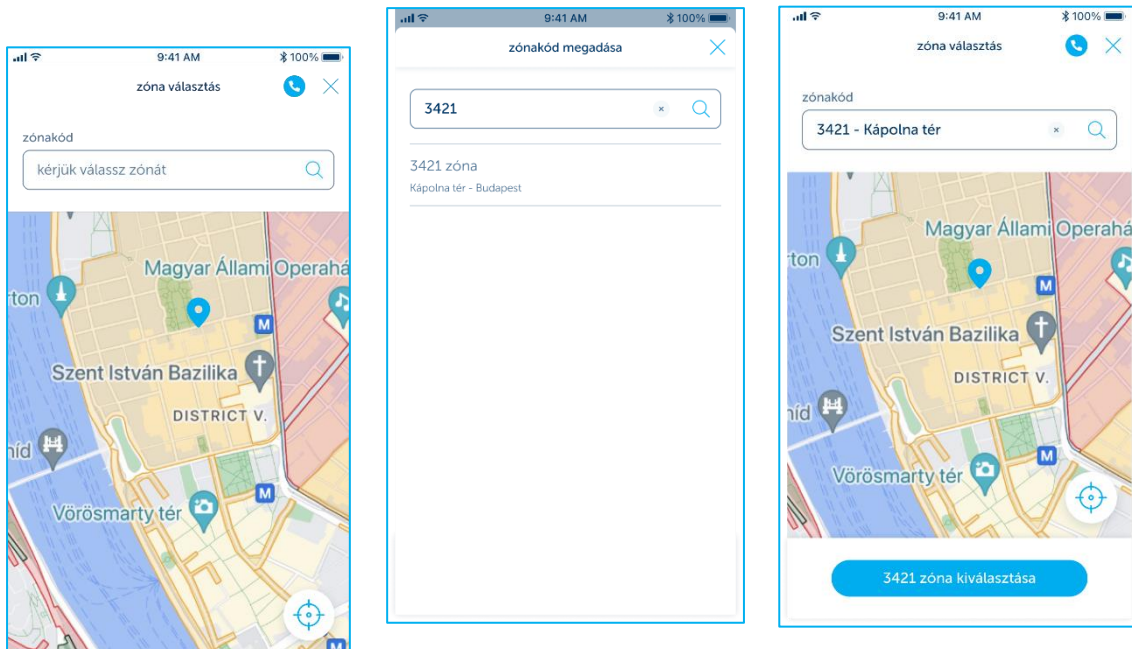 9:41 AM
100%
zóna választás
zónakód
kérjük válassz zónát
Magyar Állami Operahá
ton
M
Szent István Bazilika
DISTRICT V.
híd
M
Vörösmarty tér
M
9:41 AM
100%
zónakód megadása
3421
3421 zóna
Kápolna tér - Budapest
9:41 AM
100%
zóna választás
zónakód
3421 - Kápolna tér
Magyar Állami Operahá
ton
M
Szent István Bazilika
DISTRICT V.
híd
M
Vörösmarty tér
3421 zóna kiválasztása